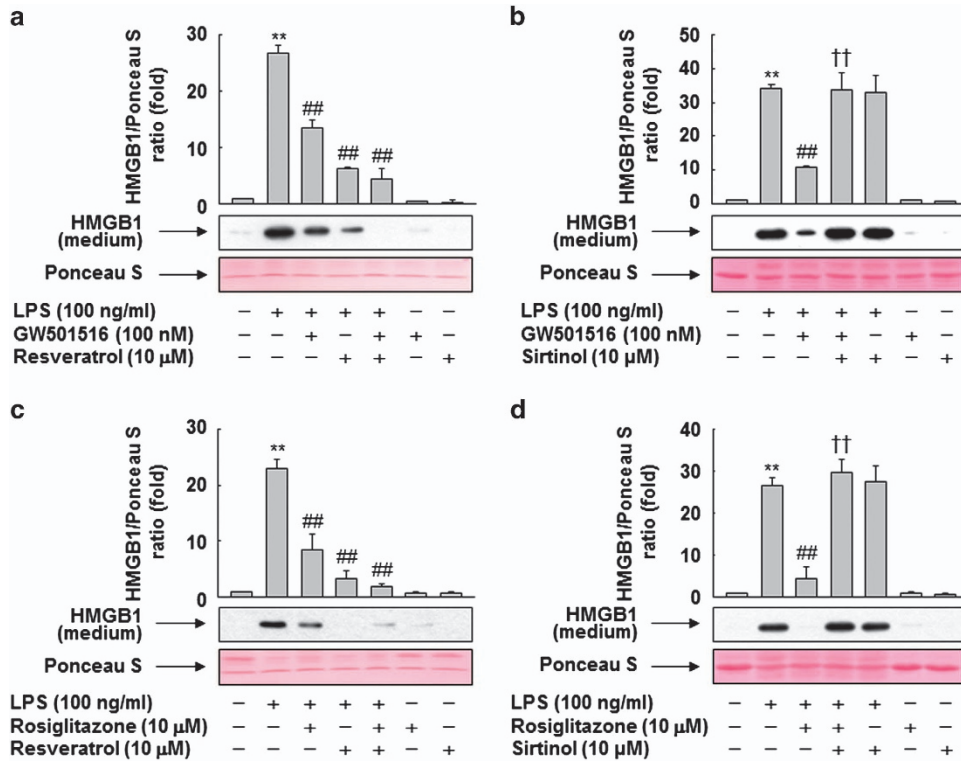 a
HMGB1/Ponceau S
ratio (fold)
30
20
10
0
**
##
##
##
HMGB1
(medium)
Ponceau S
LPS (100 ng/ml) – + + + + – –
GW501516 (100 nM) – – + – + + –
Resveratrol (10 µM) – – – + + – +
b
HMGB1/Ponceau S
ratio (fold)
50
40
30
20
10
0
**
##
††
HMGB1
(medium)
Ponceau S
LPS (100 ng/ml) – + + + + – –
GW501516 (100 nM) – – + + – + –
Sirtinol (10 µM) – – – + + – +
c
HMGB1/Ponceau S
ratio (fold)
30
20
10
0
**
##
##
##
HMGB1
(medium)
Ponceau S
LPS (100 ng/ml) – + + + + – –
Rosiglitazone (10 µM) – – + – + + –
Resveratrol (10 µM) – – – + + – +
d
HMGB1/Ponceau S
ratio (fold)
40
30
20
10
0
**
##
††
HMGB1
(medium)
Ponceau S
LPS (100 ng/ml) – + + + + – –
Rosiglitazone (10 µM) – – + + – + –
Sirtinol (10 µM) – – – + + – +